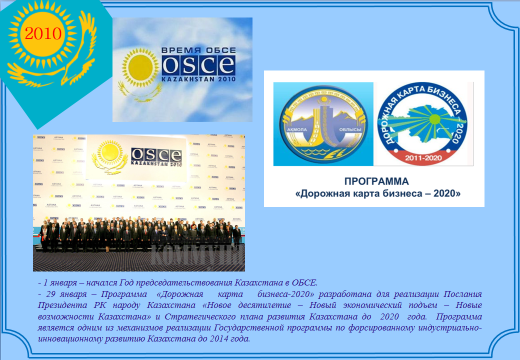 2010
ВРЕМЯ ОБСЕ
osce
KAZAKHSTAN 2010
АКМОЛА ОБЛЫСЫ
ДОРОЖНАЯ КАРТА БИЗНЕСА 2020
2011-2020
ПРОГРАММА
«Дорожная карта бизнеса – 2020»
osce
KAZAKHSTAN 2010
- 1 января – начался Год председательствования Казахстана в ОБСЕ.
- 29 января – Программа «Дорожная карта бизнеса-2020» разработана для реализации Послания
Президента РК народу Казахстана «Новое десятилетие – Новый экономический подъем – Новые
возможности Казахстана» и Стратегического плана развития Казахстана до 2020 года. Программа
является одним из механизмов реализации Государственной программы по форсированному индустриально-
инновационному развитию Казахстана до 2014 года.